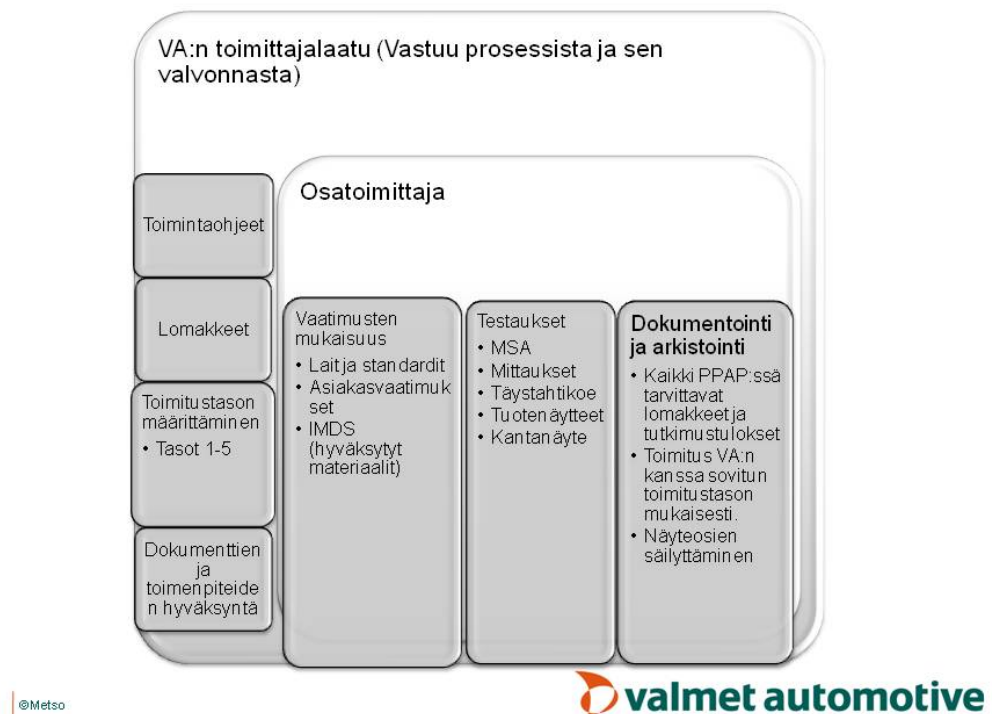 VA:n toimittajalaatu (Vastuu prosessista ja sen
valvonnasta)
Osatoimittaja
Toimintaohjeet
Lomakkeet
Toimitustason
määrittäminen
• Tasot 1-5
Dokumenttien
ja
toimenpiteide
n hyväksyntä
Vaatimusten
mukaisuus
• Lait ja standardit
• Asiakasvaatimuk
set
• IMDS
(hyväksytyt
materiaalit)
Testaukset
• MSA
• Mittaukset
• Täystahtikoe
• Tuotenäytteet
• Kantanäyte
Dokumentointi
ja arkistointi
• Kaikki PPAP:ssä
tarvittavat
lomakkeet ja
tutkimustulokset
• Toimitus VA:n
kanssa sovitun
toimitustason
mukaisesti.
• Näyteosien
säilyttäminen
©Metso
valmet automotive